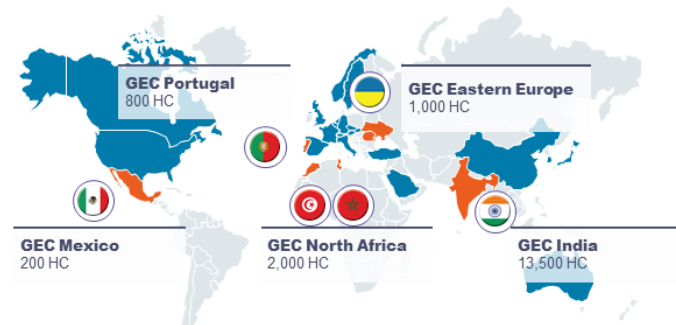 GEC Portugal
800 HC
GEC Eastern Europe
1,000 HC
GEC Mexico
200 HC
GEC North Africa
2,000 HC
GEC India
13,500 HC